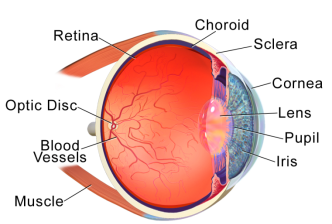 Choroid
Retina
Sclera
Cornea
Optic Disc
Lens
Pupil
Blood
Vessels
Iris
Muscle